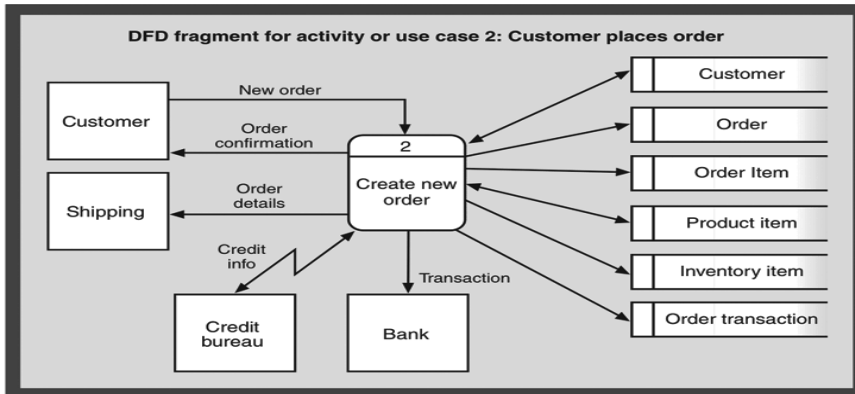 DFD fragment for activity or use case 2: Customer places order
Customer
New order
Customer
Order
confirmation
2
Order
Create new
order
Order Item
Shipping
Order
details
Product item
Credit
info
Transaction
Inventory item
Credit
bureau
Bank
Order transaction